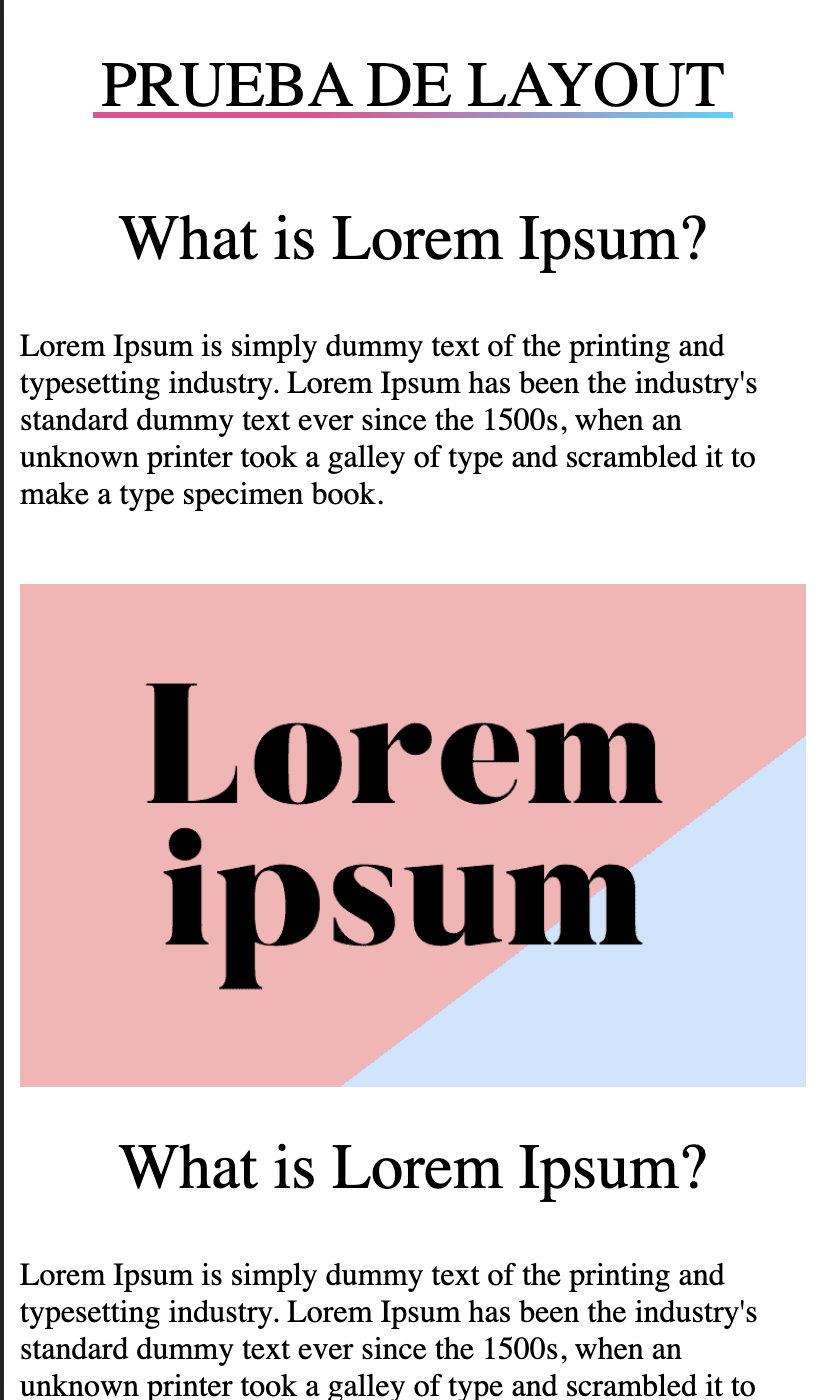 PRUEBA DE LAYOUT
What is Lorem Ipsum?
Lorem Ipsum is simply dummy text of the printing and
typesetting industry. Lorem Ipsum has been the industry's
standard dummy text ever since the 1500s, when an
unknown printer took a galley of type and scrambled it to
make a type specimen book.
Lorem
ipsum
What is Lorem Ipsum?
Lorem Ipsum is simply dummy text of the printing and
typesetting industry. Lorem Ipsum has been the industry's
standard dummy text ever since the 1500s, when an
unknown printer took a galley of type and scrambled it to